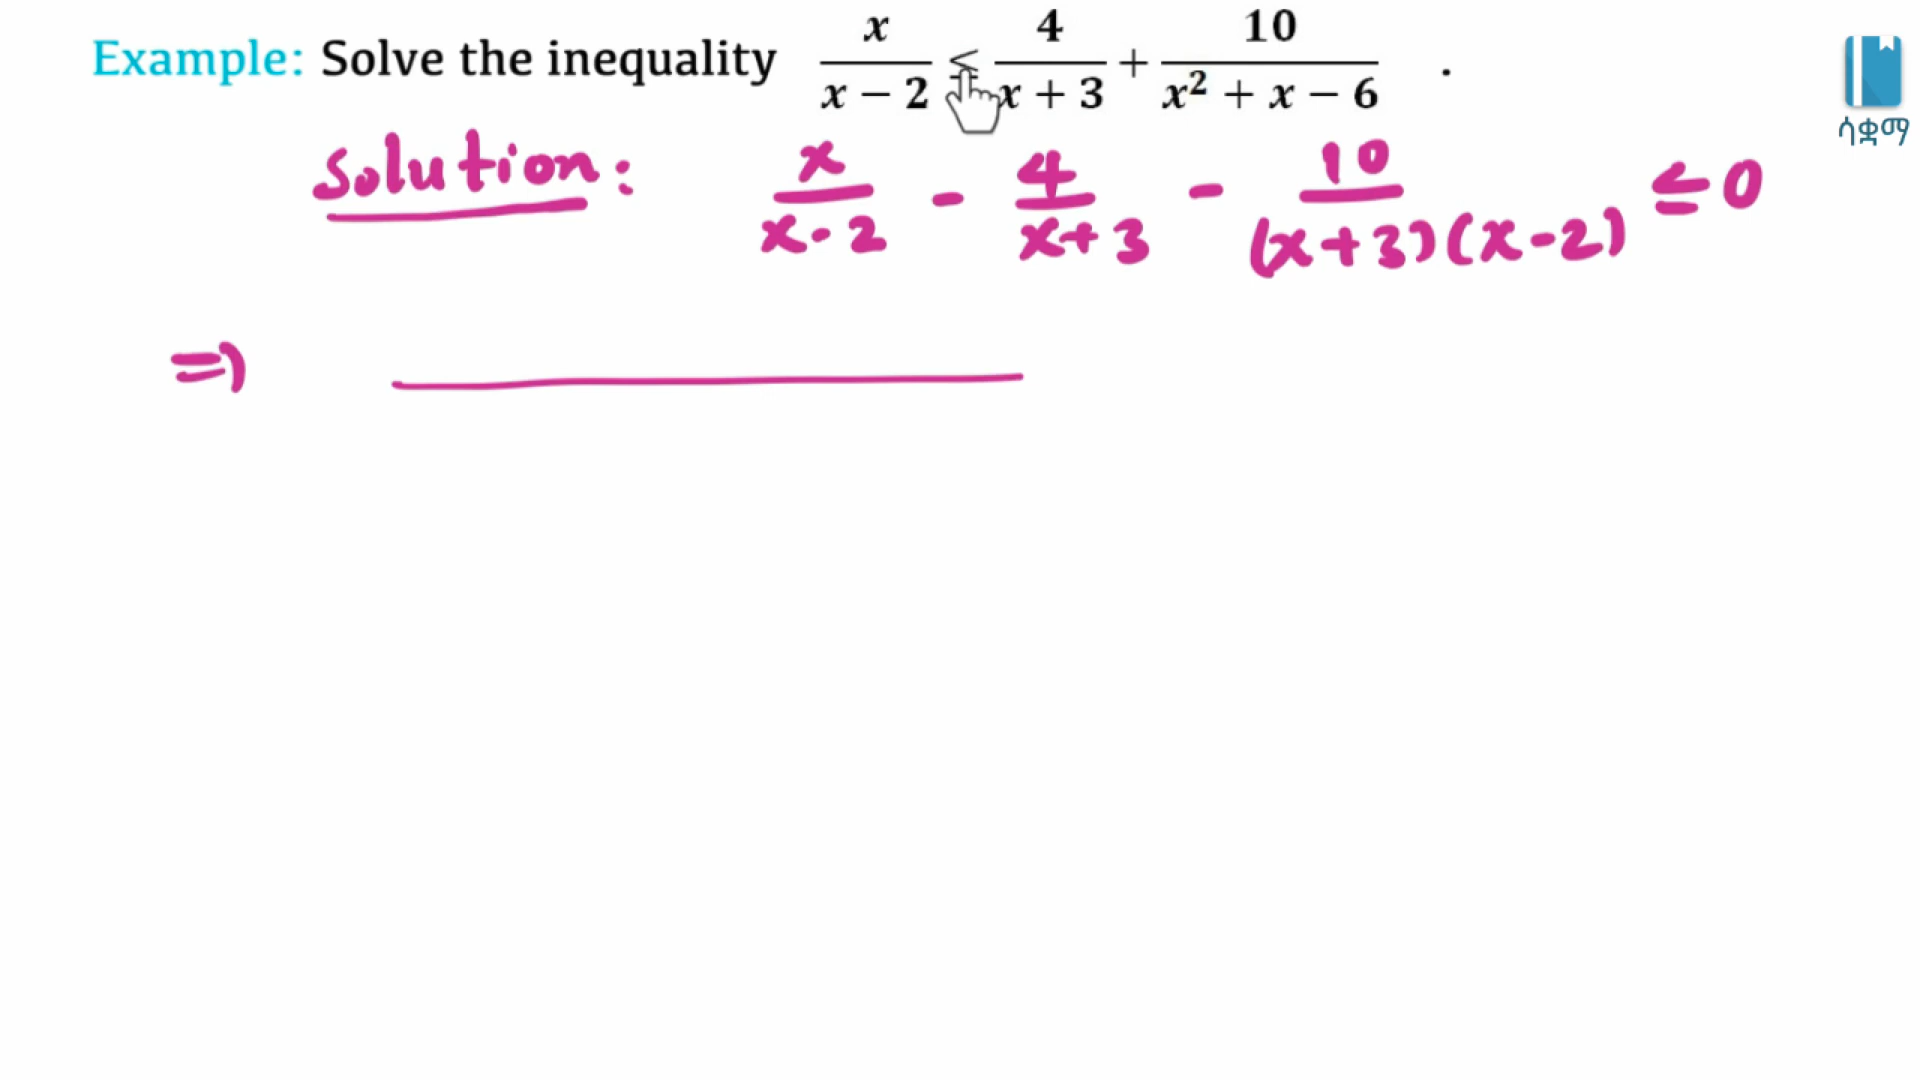 Example: Solve the inequality x/(x − 2) ≤ 4/(x + 3) + 10/(x² + x − 6) .
ሳቋማ
Solution: x/(x-2) - 4/(x+3) - 10/((x+3)(x-2)) ≤ 0
⇒